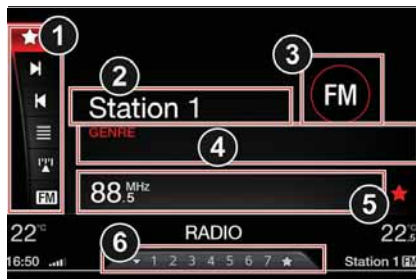 1
2
3
Station 1
FM
GENRE
4
88 MHz .5
5
FM
22°
RADIO
22.5°
6
1 2 3 4 5 6 7
16:50
Station 1 FM